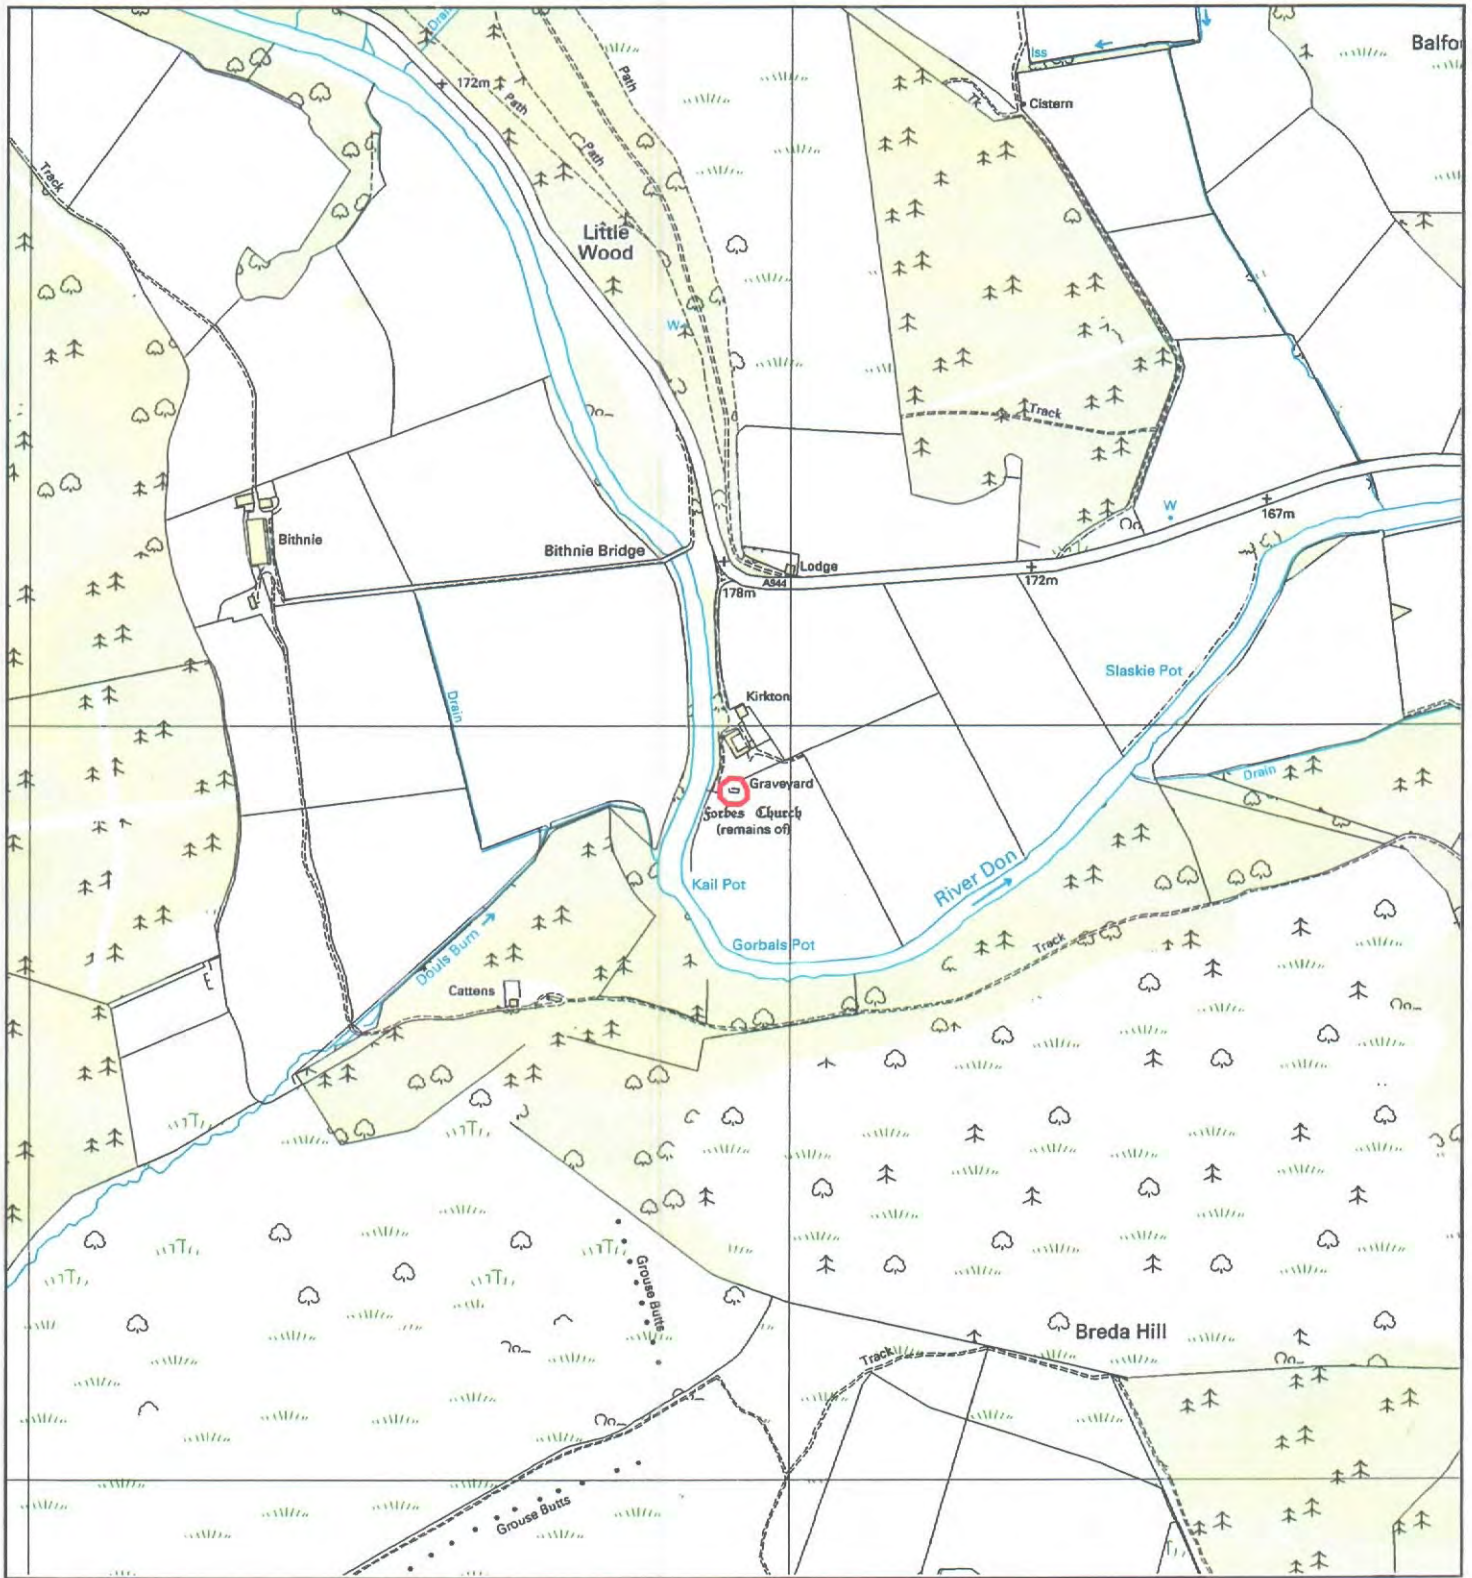 Drain
Path
Iss
Balfo
172m
Path
Tk
Cistern
Path
Track
Little
Wood
W
Track
W
167m
Bithnie
Bithnie Bridge
Lodge
A944
178m
172m
Slaskie Pot
Drain
Kirkton
Drain
Graveyard
Forbes Church
(remains of)
River Don
Kail Pot
Gorbals Pot
Track
Douls Burn
Cattens
Grouse Butts
Breda Hill
Track
Grouse Butts